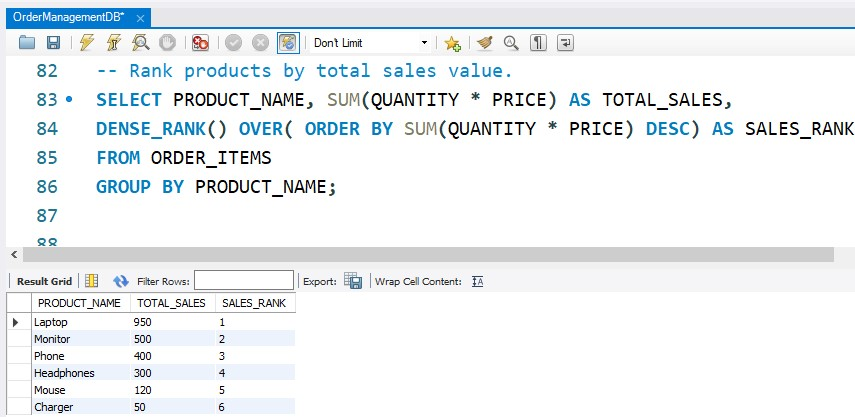 OrderManagementDB*
Don't Limit
82 -- Rank products by total sales value.
83 SELECT PRODUCT_NAME, SUM(QUANTITY * PRICE) AS TOTAL_SALES,
84 DENSE_RANK() OVER( ORDER BY SUM(QUANTITY * PRICE) DESC) AS SALES_RANK
85 FROM ORDER_ITEMS
86 GROUP BY PRODUCT_NAME;
87
88
Result Grid Filter Rows: Export: Wrap Cell Content:
PRODUCT_NAME TOTAL_SALES SALES_RANK
Laptop 950 1
Monitor 500 2
Phone 400 3
Headphones 300 4
Mouse 120 5
Charger 50 6